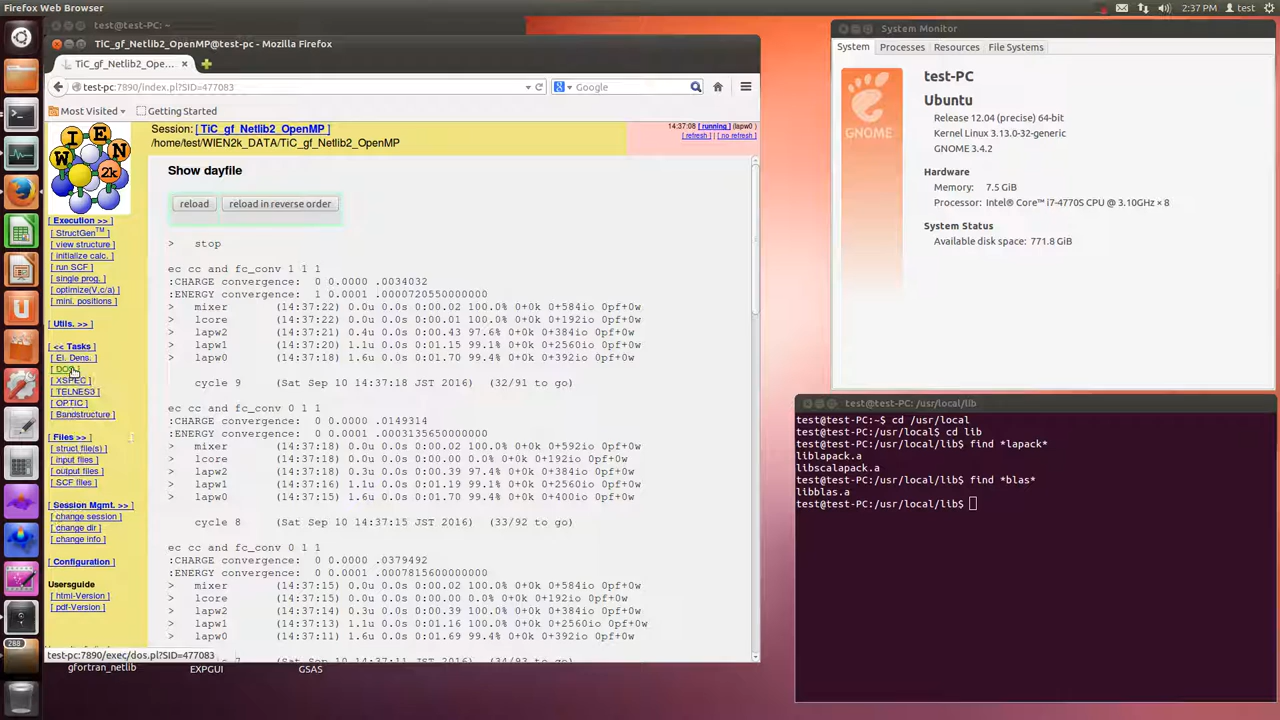 Firefox Web Browser
2:37 PM
test
test@test-PC: ~
TiC_gf_Netlib2_OpenMP@test-pc - Mozilla Firefox
TiC_gf_Netlib2_Ope...
test-pc:7890/index.pl?SID=477083
Google
Most Visited
Getting Started
WIEN
2k
Session: [ TiC_gf_Netlib2_OpenMP ]
/home/test/WIEN2k_DATA/TiC_gf_Netlib2_OpenMP
14:37:08 [ running ] (lapw0)
[ refresh ] [ no refresh ]
[ Execution >> ]
[ StructGen™ ]
[ view structure ]
[ initialize calc. ]
[ run SCF ]
[ single prog. ]
[ optimize(V,c/a) ]
[ mini. positions ]
[ Utils. >> ]
[ << Tasks ]
[ El. Dens. ]
[ DOS ]
[ XSPEC ]
[ TELNES3 ]
[ OPTIC ]
[ Bandstructure ]
[ Files >> ]
[ struct file(s) ]
[ input files ]
[ output files ]
[ SCF files ]
[ Session Mgmt. >> ]
[ change session ]
[ change dir ]
[ change info ]
[ Configuration ]
Usersguide
[ html-Version ]
[ pdf-Version ]
Show dayfile
reload
reload in reverse order
> stop
ec cc and fc_conv 1 1 1
:CHARGE convergence: 0 0.0000 .0034032
:ENERGY convergence: 1 0.0001 .0000720550000000
> mixer (14:37:22) 0.0u 0.0s 0:00.02 100.0% 0+0k 0+584io 0pf+0w
> lcore (14:37:22) 0.0u 0.0s 0:00.01 100.0% 0+0k 0+192io 0pf+0w
> lapw2 (14:37:21) 0.4u 0.0s 0:00.43 97.6% 0+0k 0+384io 0pf+0w
> lapw1 (14:37:20) 1.1u 0.0s 0:01.15 99.1% 0+0k 0+2560io 0pf+0w
> lapw0 (14:37:18) 1.6u 0.0s 0:01.70 99.4% 0+0k 0+392io 0pf+0w
cycle 9 (Sat Sep 10 14:37:18 JST 2016) (32/91 to go)
ec cc and fc_conv 0 1 1
:CHARGE convergence: 0 0.0000 .0149314
:ENERGY convergence: 0 0.0001 .0003135650000000
> mixer (14:37:18) 0.0u 0.0s 0:00.02 100.0% 0+0k 0+592io 0pf+0w
> lcore (14:37:18) 0.0u 0.0s 0:00.02 100.0% 0+0k 0+192io 0pf+0w
> lapw2 (14:37:18) 0.3u 0.0s 0:00.39 97.4% 0+0k 0+384io 0pf+0w
> lapw1 (14:37:16) 1.1u 0.0s 0:01.19 99.1% 0+0k 0+2560io 0pf+0w
> lapw0 (14:37:15) 1.6u 0.0s 0:01.70 99.4% 0+0k 0+400io 0pf+0w
cycle 8 (Sat Sep 10 14:37:15 JST 2016) (33/92 to go)
ec cc and fc_conv 0 1 1
:CHARGE convergence: 0 0.0000 .0379492
:ENERGY convergence: 0 0.0001 .0007815600000000
> mixer (14:37:15) 0.0u 0.0s 0:00.02 100.0% 0+0k 0+584io 0pf+0w
> lcore (14:37:15) 0.0u 0.0s 0:00.00 0.0% 0+0k 0+192io 0pf+0w
> lapw2 (14:37:14) 0.3u 0.0s 0:00.39 100.0% 0+0k 0+384io 0pf+0w
> lapw1 (14:37:13) 1.1u 0.0s 0:01.16 99.1% 0+0k 0+2560io 0pf+0w
> lapw0 (14:37:11) 1.6u 0.0s 0:01.69 99.4% 0+0k 0+392io 0pf+0w
test-pc:7890/exec/dos.pl?SID=477083
288
gfortran_netlib
EXPGUI
GSAS
System Monitor
System
Processes
Resources
File Systems
GNOME
test-PC
Ubuntu
Release 12.04 (precise) 64-bit
Kernel Linux 3.13.0-32-generic
GNOME 3.4.2
Hardware
Memory: 7.5 GiB
Processor: Intel® Core™ i7-4770S CPU @ 3.10GHz × 8
System Status
Available disk space: 771.8 GiB
test@test-PC: /usr/local/lib
test@test-PC:~$ cd /usr/local
test@test-PC:/usr/local$ cd lib
test@test-PC:/usr/local/lib$ find *lapack*
liblapack.a
libscalapack.a
test@test-PC:/usr/local/lib$ find *blas*
libblas.a
test@test-PC:/usr/local/lib$